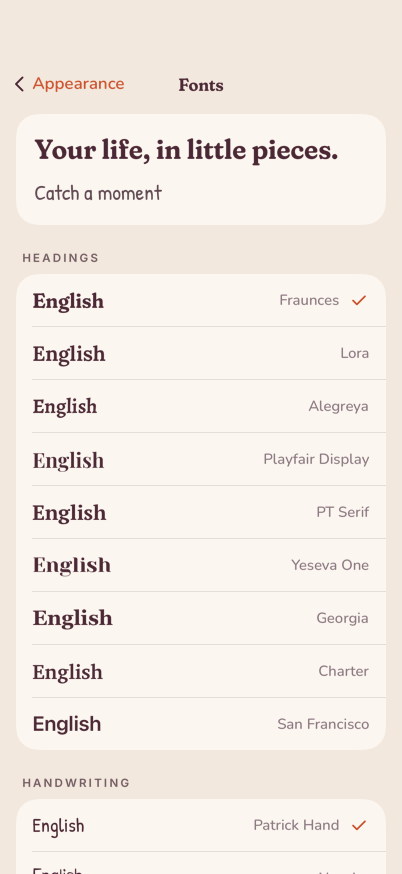 Appearance
Fonts
Your life, in little pieces.
Catch a moment
HEADINGS
English Fraunces
English Lora
English Alegreya
English Playfair Display
English PT Serif
English Yeseva One
English Georgia
English Charter
English San Francisco
HANDWRITING
English Patrick Hand